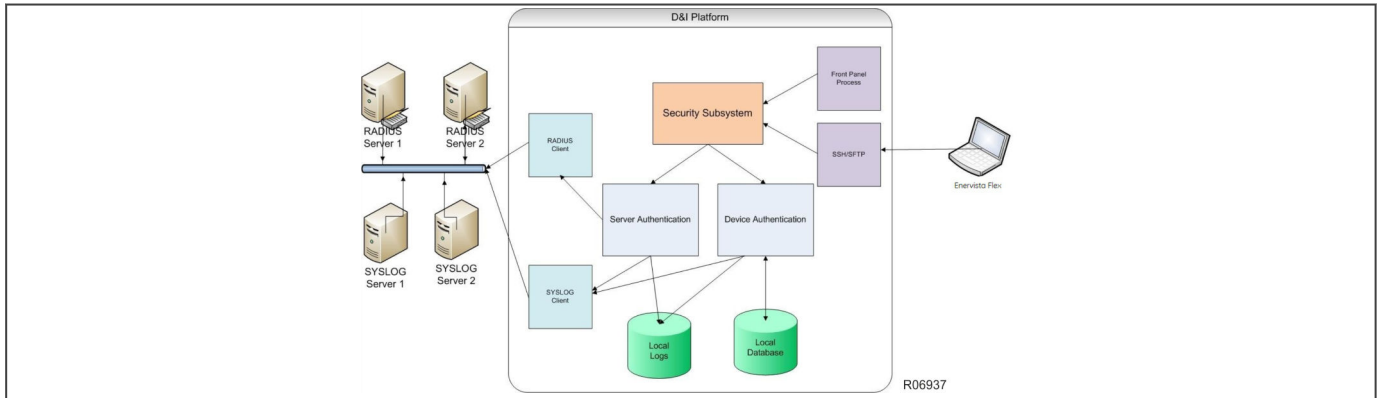 D&I Platform
RADIUS
Server 1
RADIUS
Server 2
SYSLOG
Server 1
SYSLOG
Server 2
RADIUS
Client
SYSLOG
Client
Security Subsystem
Server Authentication
Device Authentication
Local
Logs
Local
Database
Front Panel
Process
SSH/SFTP
Enervista Flex
R06937